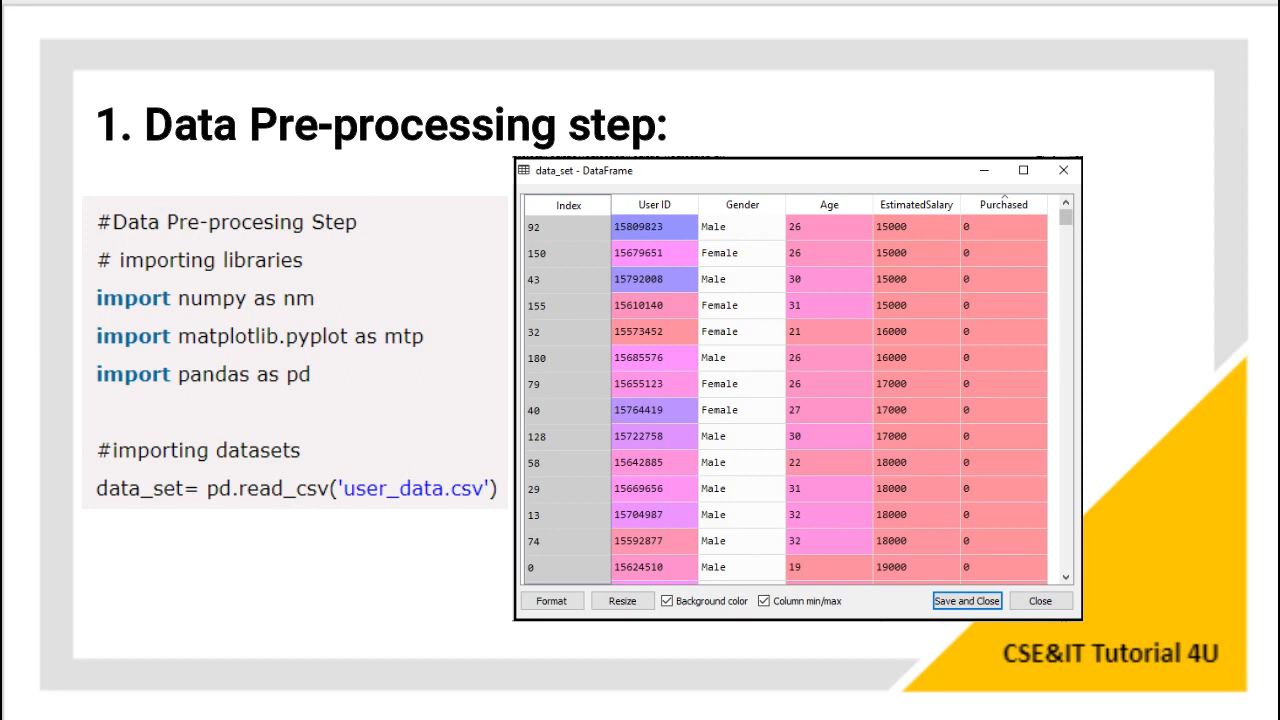 1. Data Pre-processing step:
#Data Pre-procesing Step
# importing libraries
import numpy as nm
import matplotlib.pyplot as mtp
import pandas as pd
#importing datasets
data_set= pd.read_csv('user_data.csv')
data_set - DataFrame
Index User ID Gender Age EstimatedSalary Purchased
92 15809823 Male 26 15000 0
150 15679651 Female 26 15000 0
43 15792008 Male 30 15000 0
155 15610140 Female 31 15000 0
32 15573452 Female 21 16000 0
180 15685576 Male 26 16000 0
79 15655123 Female 26 17000 0
40 15764419 Female 27 17000 0
128 15722758 Male 30 17000 0
58 15642885 Male 22 18000 0
29 15669656 Male 31 18000 0
13 15704987 Male 32 18000 0
74 15592877 Male 32 18000 0
0 15624510 Male 19 19000 0
Format Resize Background color Column min/max Save and Close Close
CSE&IT Tutorial 4U